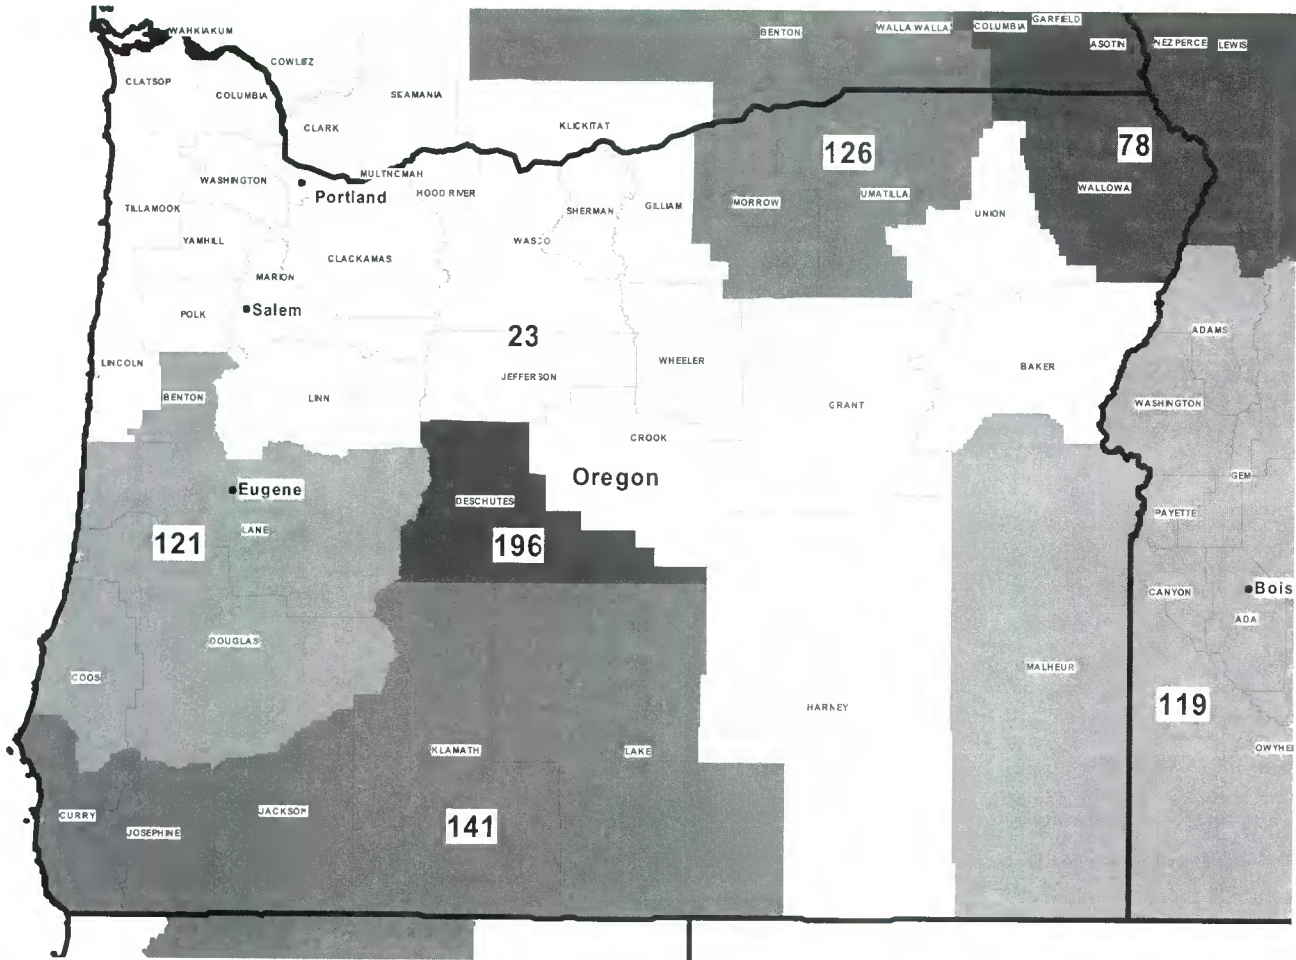 WAHKIAKUM
COWLITZ
CLATSOP
COLUMBIA
SKAMANIA
CLARK
KLICKITAT
BENTON
WALLA WALLA
COLUMBIA
GARFIELD
ASOTIN
NEZ PERCE
LEWIS
MULTNOMAH
WASHINGTON
Portland
HOOD RIVER
TILLAMOOK
YAMHILL
CLACKAMAS
MARION
WASCO
SHERMAN
GILLIAM
126
MORROW
UMATILLA
78
WALLOWA
UNION
POLK
Salem
23
LINCOLN
BENTON
LINN
JEFFERSON
WHEELER
GRANT
BAKER
ADAMS
WASHINGTON
CROOK
Oregon
GEM
PAYETTE
Eugene
LANE
121
DESCHUTES
196
CANYON
Bois
ADA
DOUGLAS
COOS
MALHEUR
119
HARNEY
OWYHE
KLAMATH
LAKE
CURRY
JOSEPHINE
JACKSON
141